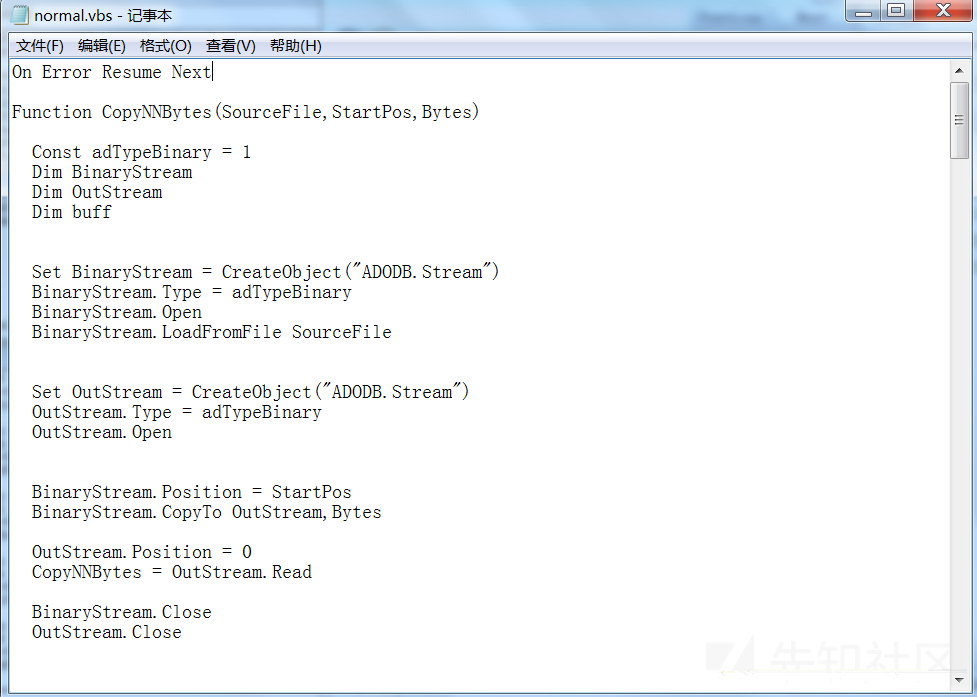 normal.vbs - 记事本
文件(F) 编辑(E) 格式(O) 查看(V) 帮助(H)
On Error Resume Next
Function CopyNNBytes(SourceFile,StartPos,Bytes)
Const adTypeBinary = 1
Dim BinaryStream
Dim OutStream
Dim buff
Set BinaryStream = CreateObject("ADODB.Stream")
BinaryStream.Type = adTypeBinary
BinaryStream.Open
BinaryStream.LoadFromFile SourceFile
Set OutStream = CreateObject("ADODB.Stream")
OutStream.Type = adTypeBinary
OutStream.Open
BinaryStream.Position = StartPos
BinaryStream.CopyTo OutStream,Bytes
OutStream.Position = 0
CopyNNBytes = OutStream.Read
BinaryStream.Close
OutStream.Close
先知社区